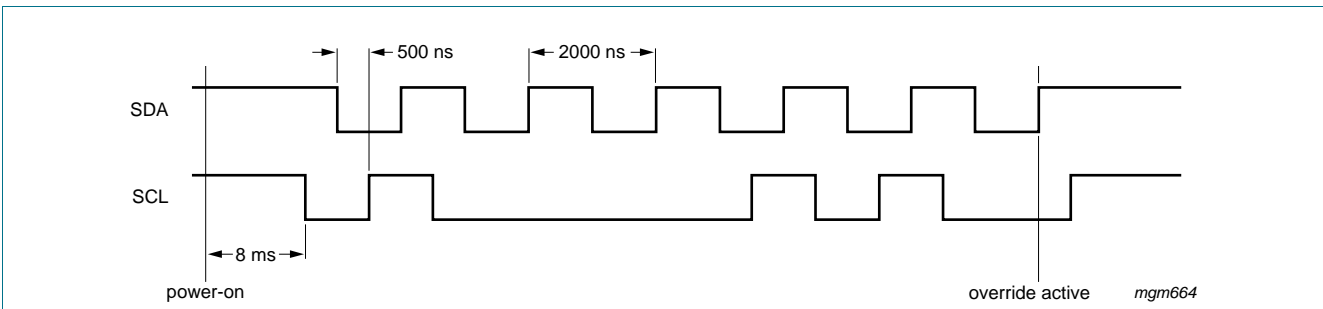 500 ns
2000 ns
SDA
SCL
8 ms
power-on
override active
mgm664